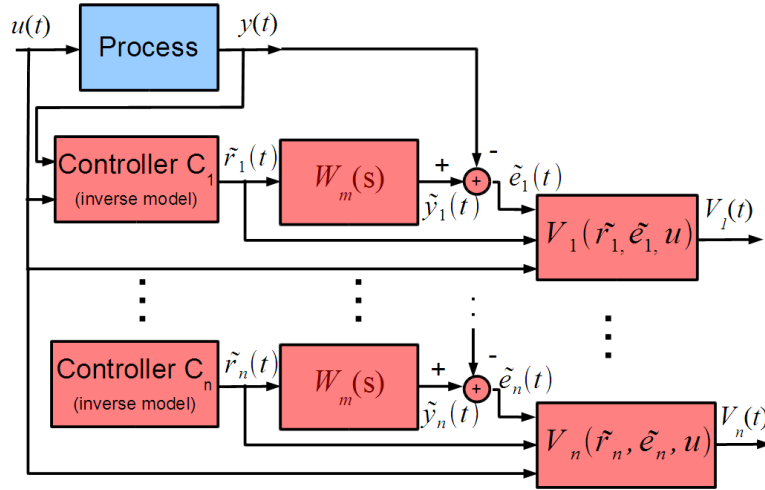 u(t)
y(t)
Process
-
Controller C₁
(inverse model)
r̃₁(t)
Wₘ(s)
+
+
ỹ₁(t)
ẽ₁(t)
V₁(r̃₁, ẽ₁, u)
V₁(t)
Controller Cₙ
(inverse model)
r̃ₙ(t)
Wₘ(s)
+
-
+
ỹₙ(t)
ẽₙ(t)
Vₙ(r̃ₙ, ẽₙ, u)
Vₙ(t)